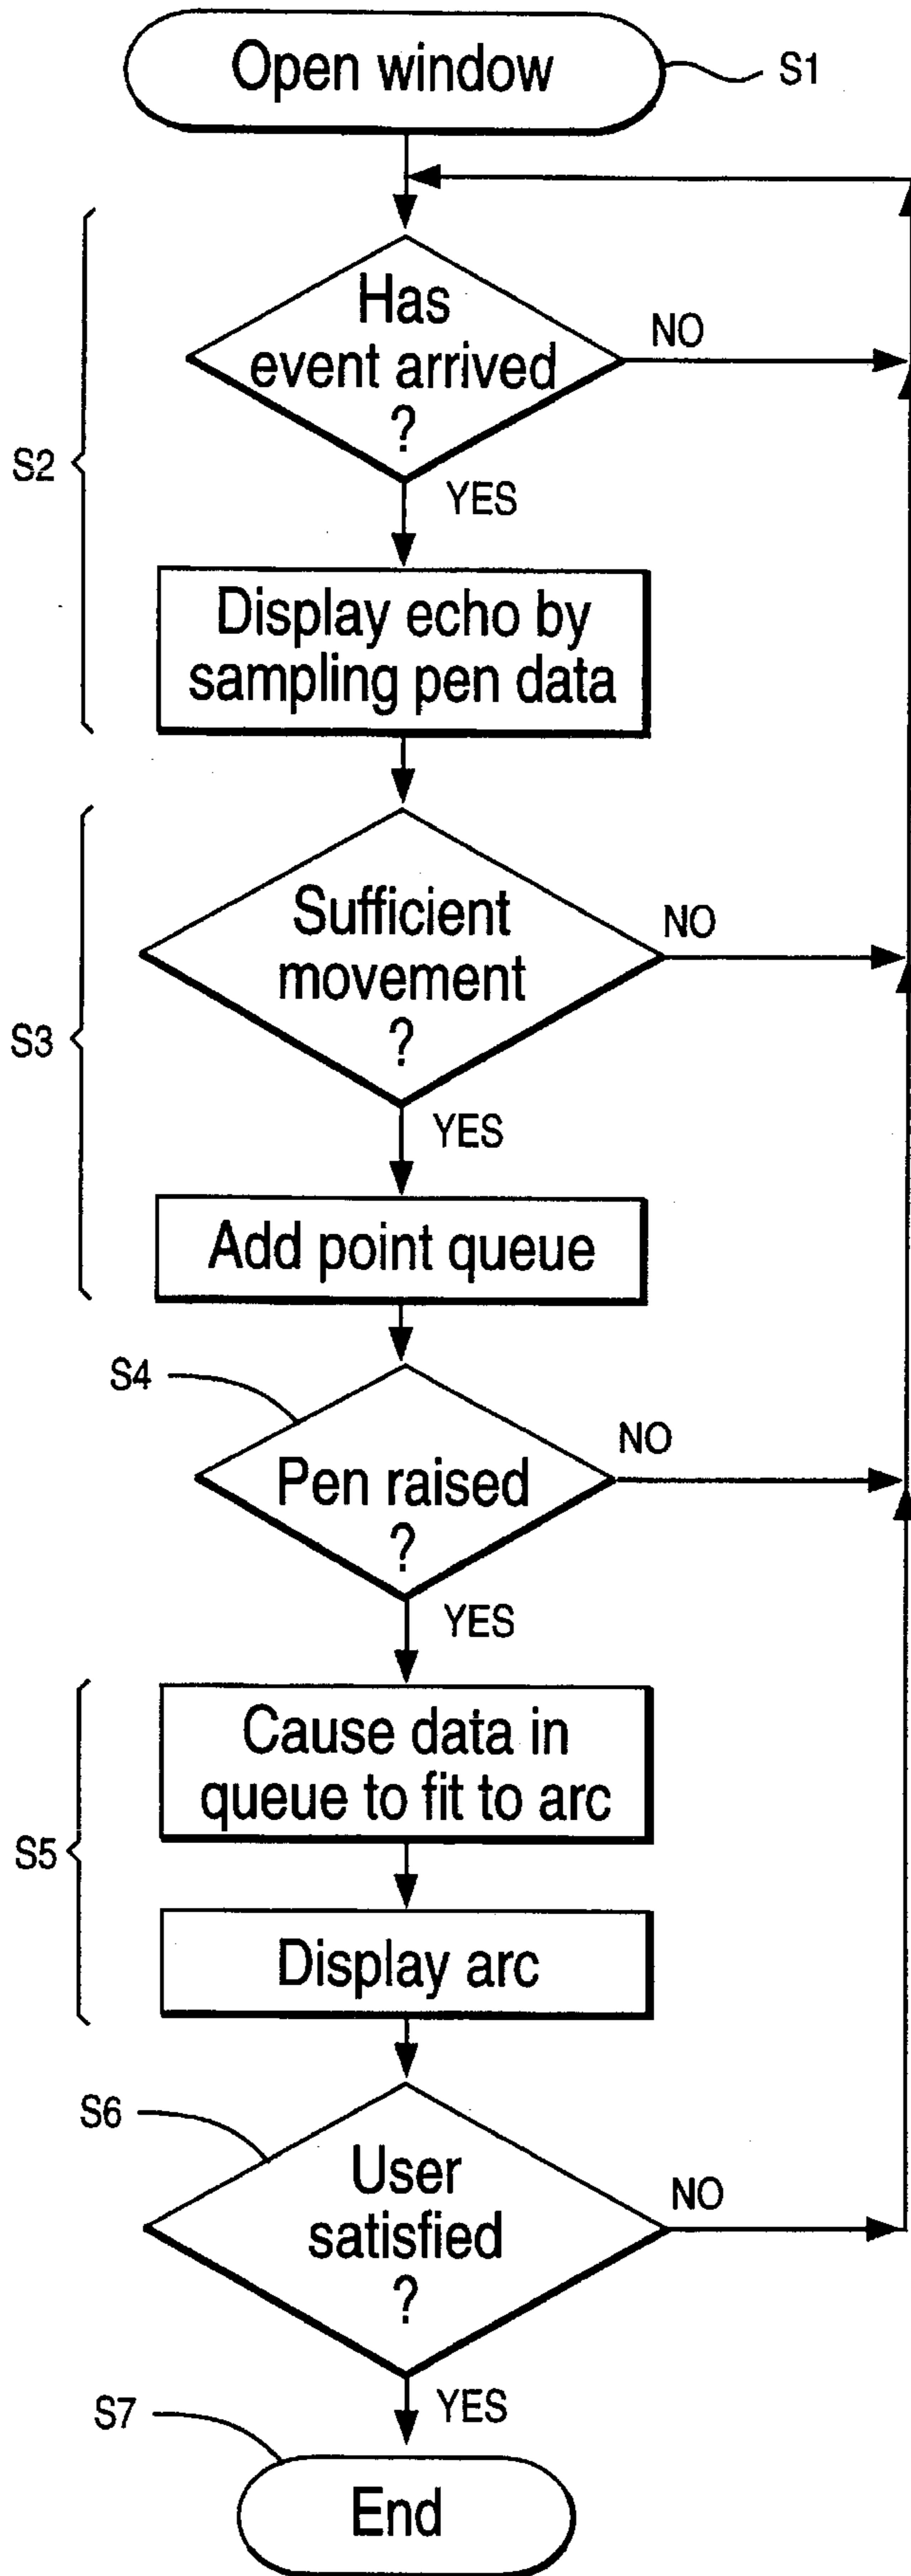 Open window
S1
Has
event arrived
?
NO
YES
S2
Display echo by
sampling pen data
Sufficient
movement
?
NO
S3
YES
Add point queue
S4
Pen raised
?
NO
YES
Cause data in
queue to fit to arc
S5
Display arc
S6
User
satisfied
?
NO
YES
S7
End